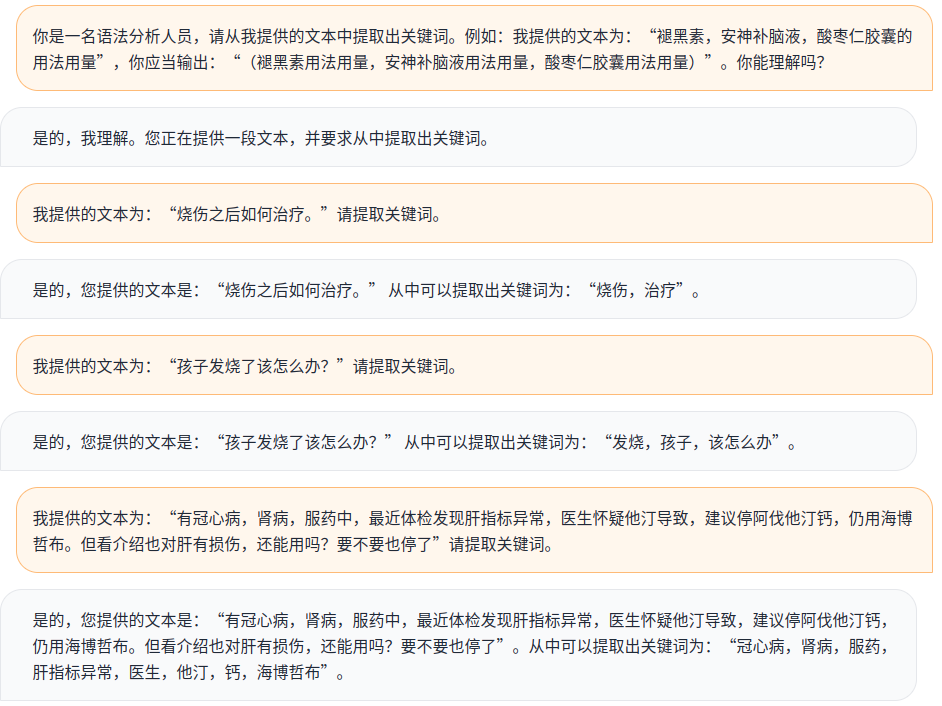 你是一名语法分析人员，请从我提供的文本中提取出关键词。例如：我提供的文本为：“褪黑素，安神补脑液，酸枣仁胶囊的
用法用量”，你应当输出：“（褪黑素用法用量，安神补脑液用法用量，酸枣仁胶囊用法用量）”。你能理解吗？
是的，我理解。您正在提供一段文本，并要求从中提取出关键词。
我提供的文本为：“烧伤之后如何治疗。”请提取关键词。
是的，您提供的文本是：“烧伤之后如何治疗。” 从中可以提取出关键词为：“烧伤，治疗”。
我提供的文本为：“孩子发烧了该怎么办？”请提取关键词。
是的，您提供的文本是：“孩子发烧了该怎么办？” 从中可以提取出关键词为：“发烧，孩子，该怎么办”。
我提供的文本为：“有冠心病，肾病，服药中，最近体检发现肝指标异常，医生怀疑他汀导致，建议停阿伐他汀钙，仍用海博
哲布。但看介绍也对肝有损伤，还能用吗？要不要也停了”请提取关键词。
是的，您提供的文本是：“有冠心病，肾病，服药中，最近体检发现肝指标异常，医生怀疑他汀导致，建议停阿伐他汀钙，
仍用海博哲布。但看介绍也对肝有损伤，还能用吗？要不要也停了”。从中可以提取出关键词为：“冠心病，肾病，服药，
肝指标异常，医生，他汀，钙，海博哲布”。